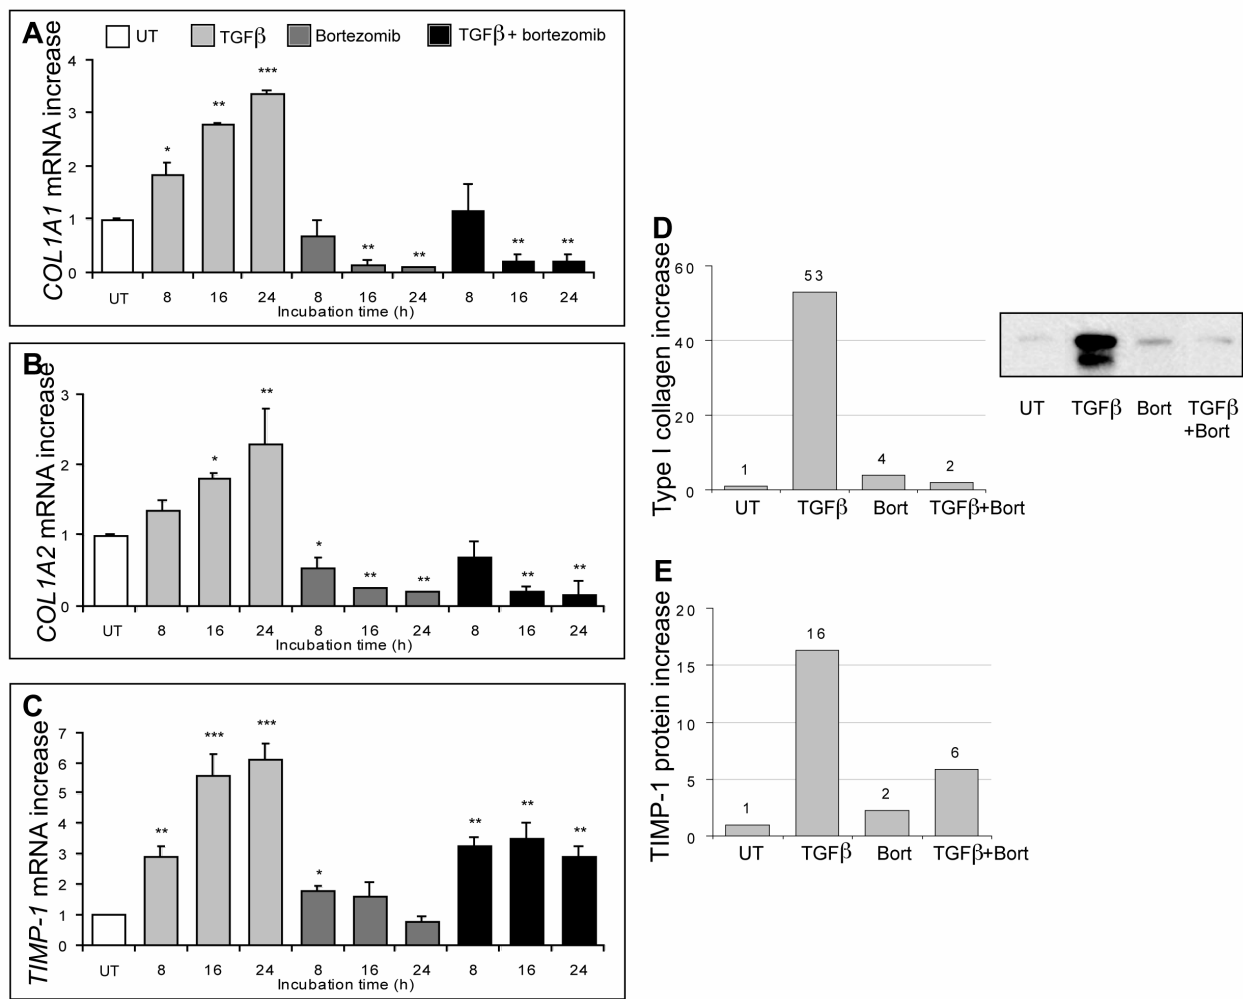 A
UT
TGFβ
Bortezomib
TGFβ + bortezomib
COL1A1 mRNA increase
4
3
2
1
0
*
**
***
**
**
**
**
UT 8 16 24 8 16 24 8 16 24
Incubation time (h)
B
COL1A2 mRNA increase
3
2
1
0
*
**
*
**
**
**
**
UT 8 16 24 8 16 24 8 16 24
Incubation time (h)
C
TIMP-1 mRNA increase
7
6
5
4
3
2
1
0
**
***
***
*
**
**
**
UT 8 16 24 8 16 24 8 16 24
Incubation time (h)
D
Type I collagen increase
60
40
20
0
1
53
4
2
UT TGFβ Bort TGFβ+Bort
UT TGFβ Bort TGFβ
+Bort
E
TIMP-1 protein increase
20
15
10
5
0
1
16
2
6
UT TGFβ Bort TGFβ+Bort